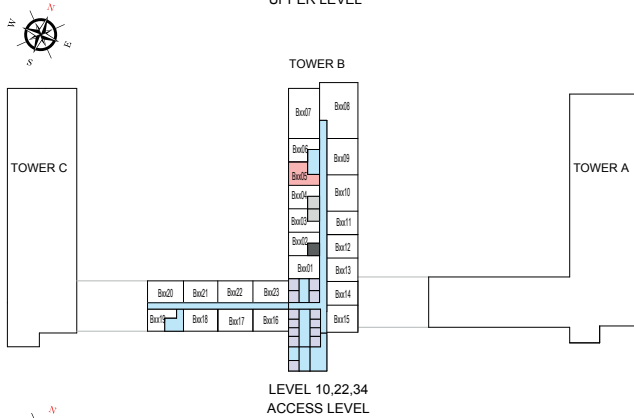 UPPER LEVEL
N
W
E
S
TOWER B
Bxx07
Bxx08
Bxx06
Bxx09
TOWER C
Bxx05
TOWER A
Bxx04
Bxx10
Bxx03
Bxx11
Bxx02
Bxx12
Bxx01
Bxx13
Bxx20
Bxx21
Bxx22
Bxx23
Bxx14
Bxx19
Bxx18
Bxx17
Bxx16
Bxx15
LEVEL 10,22,34
ACCESS LEVEL
N